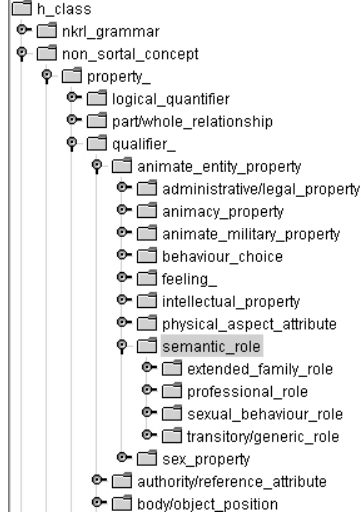 h_class
nkrl_grammar
non_sortal_concept
property_
logical_quantifier
part/whole_relationship
qualifier_
animate_entity_property
administrative/legal_property
animacy_property
animate_military_property
behaviour_choice
feeling_
intellectual_property
physical_aspect_attribute
semantic_role
extended_family_role
professional_role
sexual_behaviour_role
transitory/generic_role
sex_property
authority/reference_attribute
body/object_position